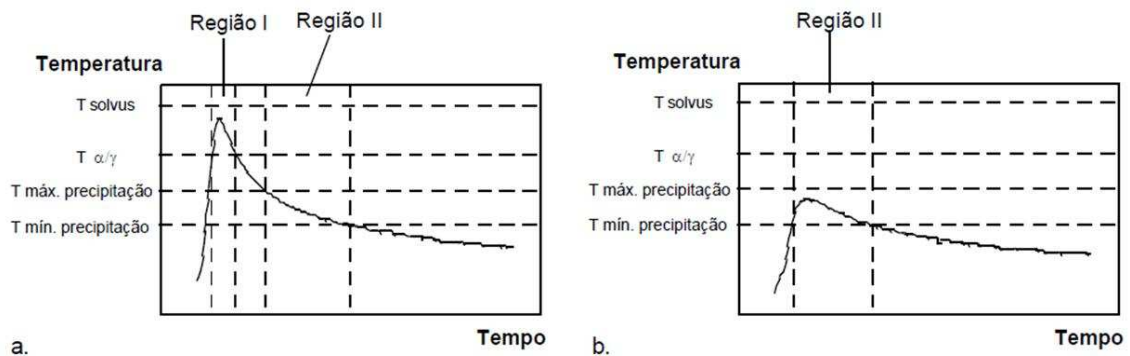 Região I
Região II
Temperatura
T solvus
T α/γ
T máx. precipitação
T mín. precipitação
Tempo
a.
Região II
Temperatura
T solvus
T α/γ
T máx. precipitação
T mín. precipitação
Tempo
b.